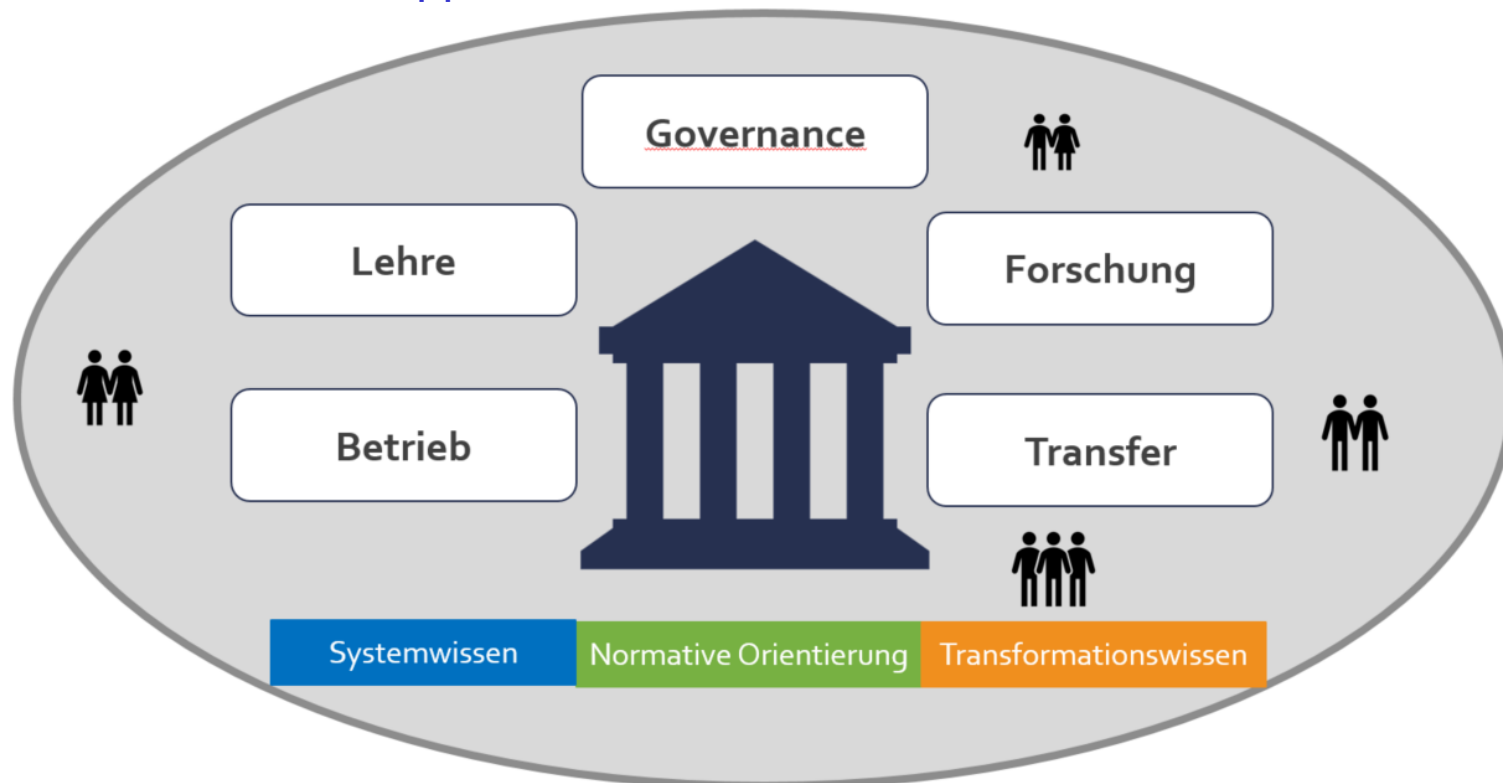 Governance
Lehre
Forschung
Betrieb
Transfer
Systemwissen
Normative Orientierung
Transformationswissen